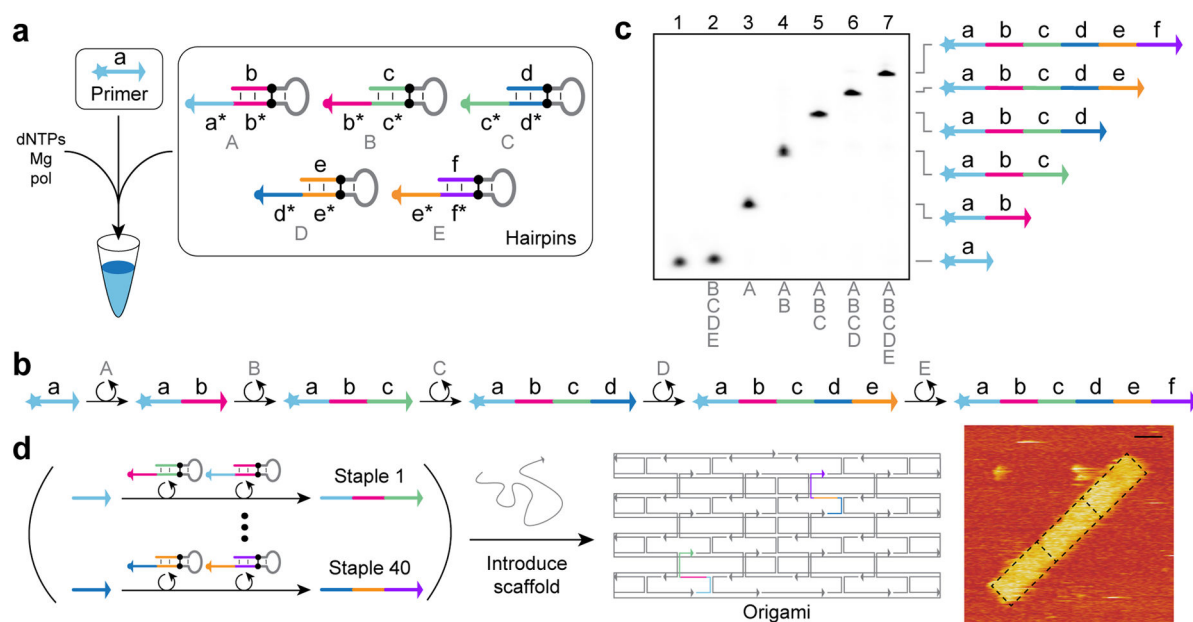 a
a
Primer
dNTPs
Mg
pol
b
a* b*
A
c
b* c*
B
d
c* d*
C
e
d* e*
D
f
e* f*
E
Hairpins
c
1 2 3 4 5 6 7
B
C
D
E
A
A
B
A
B
C
A
B
C
D
A
B
C
D
E
a b c d e f
a b c d e
a b c d
a b c
a b
a
b
a A a b B a b c C a b c d D a b c d e E a b c d e f
d
Staple 1
Staple 40
Introduce
scaffold
Origami